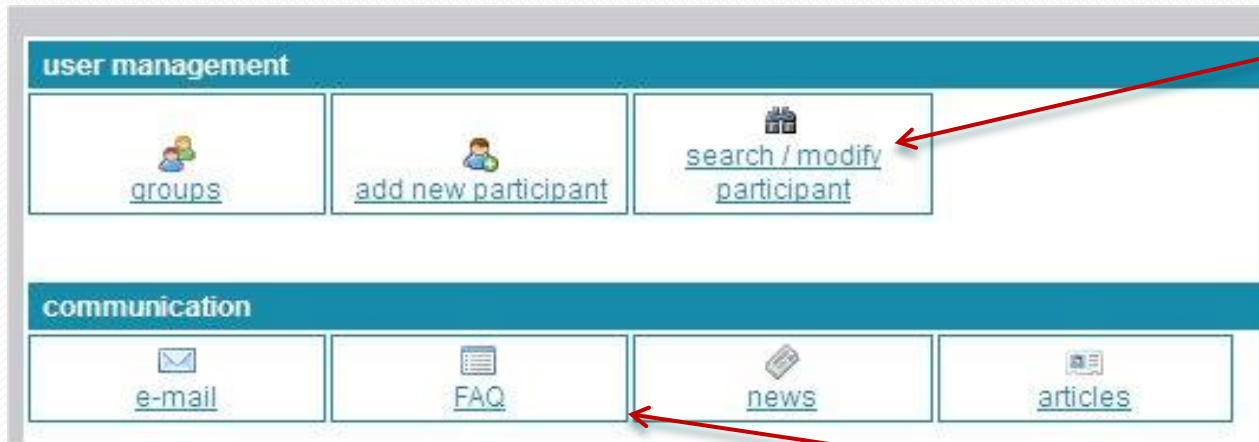 user management
groups
add new participant
search / modify
participant
communication
e-mail
FAQ
news
articles